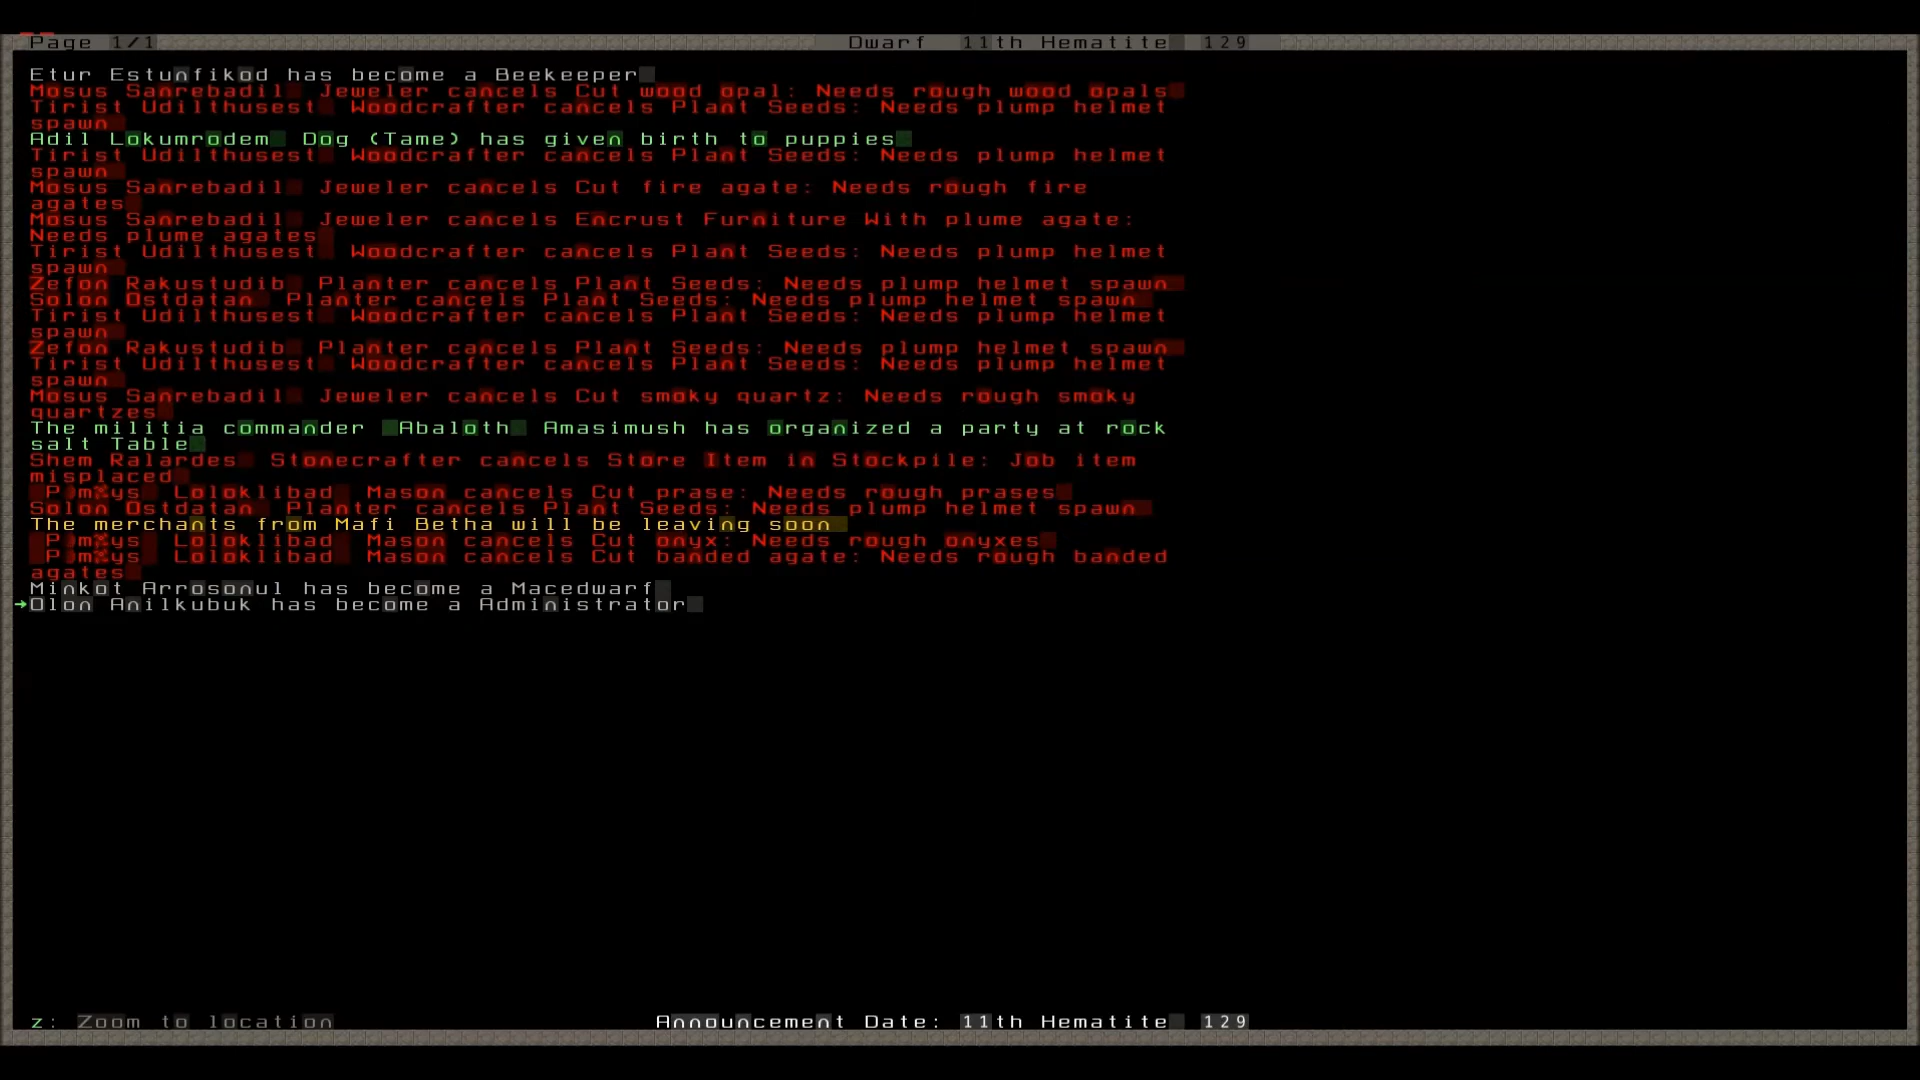 Page 1/1 Dwarf 11th Hematite 129
Etur Estunfikod has become a Beekeeper
Mosus Sanrebadil Jeweler cancels Cut wood opal: Needs rough wood opals
Tirist Udilthusest Woodcrafter cancels Plant Seeds: Needs plump helmet
spawn
Adil Lokumrodem Dog (Tame) has given birth to puppies
Tirist Udilthusest Woodcrafter cancels Plant Seeds: Needs plump helmet
spawn
Mosus Sanrebadil Jeweler cancels Cut fire agate: Needs rough fire
agates
Mosus Sanrebadil Jeweler cancels Encrust Furniture With plume agate:
Needs plume agates
Tirist Udilthusest Woodcrafter cancels Plant Seeds: Needs plump helmet
spawn
Zefon Rakustudib Planter cancels Plant Seeds: Needs plump helmet spawn
Solon Ostdatan Planter cancels Plant Seeds: Needs plump helmet spawn
Tirist Udilthusest Woodcrafter cancels Plant Seeds: Needs plump helmet
spawn
Zefon Rakustudib Planter cancels Plant Seeds: Needs plump helmet spawn
Tirist Udilthusest Woodcrafter cancels Plant Seeds: Needs plump helmet
spawn
Mosus Sanrebadil Jeweler cancels Cut smoky quartz: Needs rough smoky
quartzes
The militia commander Abaloth Amasimush has organized a party at rock
salt Table
Shem Ralardes Stonecrafter cancels Store Item in Stockpile: Job item
misplaced
Loloklibad Mason cancels Cut prase: Needs rough prases
Solon Ostdatan Planter cancels Plant Seeds: Needs plump helmet spawn
The merchants from Mafi Betha will be leaving soon
Loloklibad Mason cancels Cut onyx: Needs rough onyxes
Loloklibad Mason cancels Cut banded agate: Needs rough banded
agates
Minkot Arrosonul has become a Macedwarf
Olon Anilkubuk has become a Administrator
z: Zoom to location Announcement Date: 11th Hematite 129